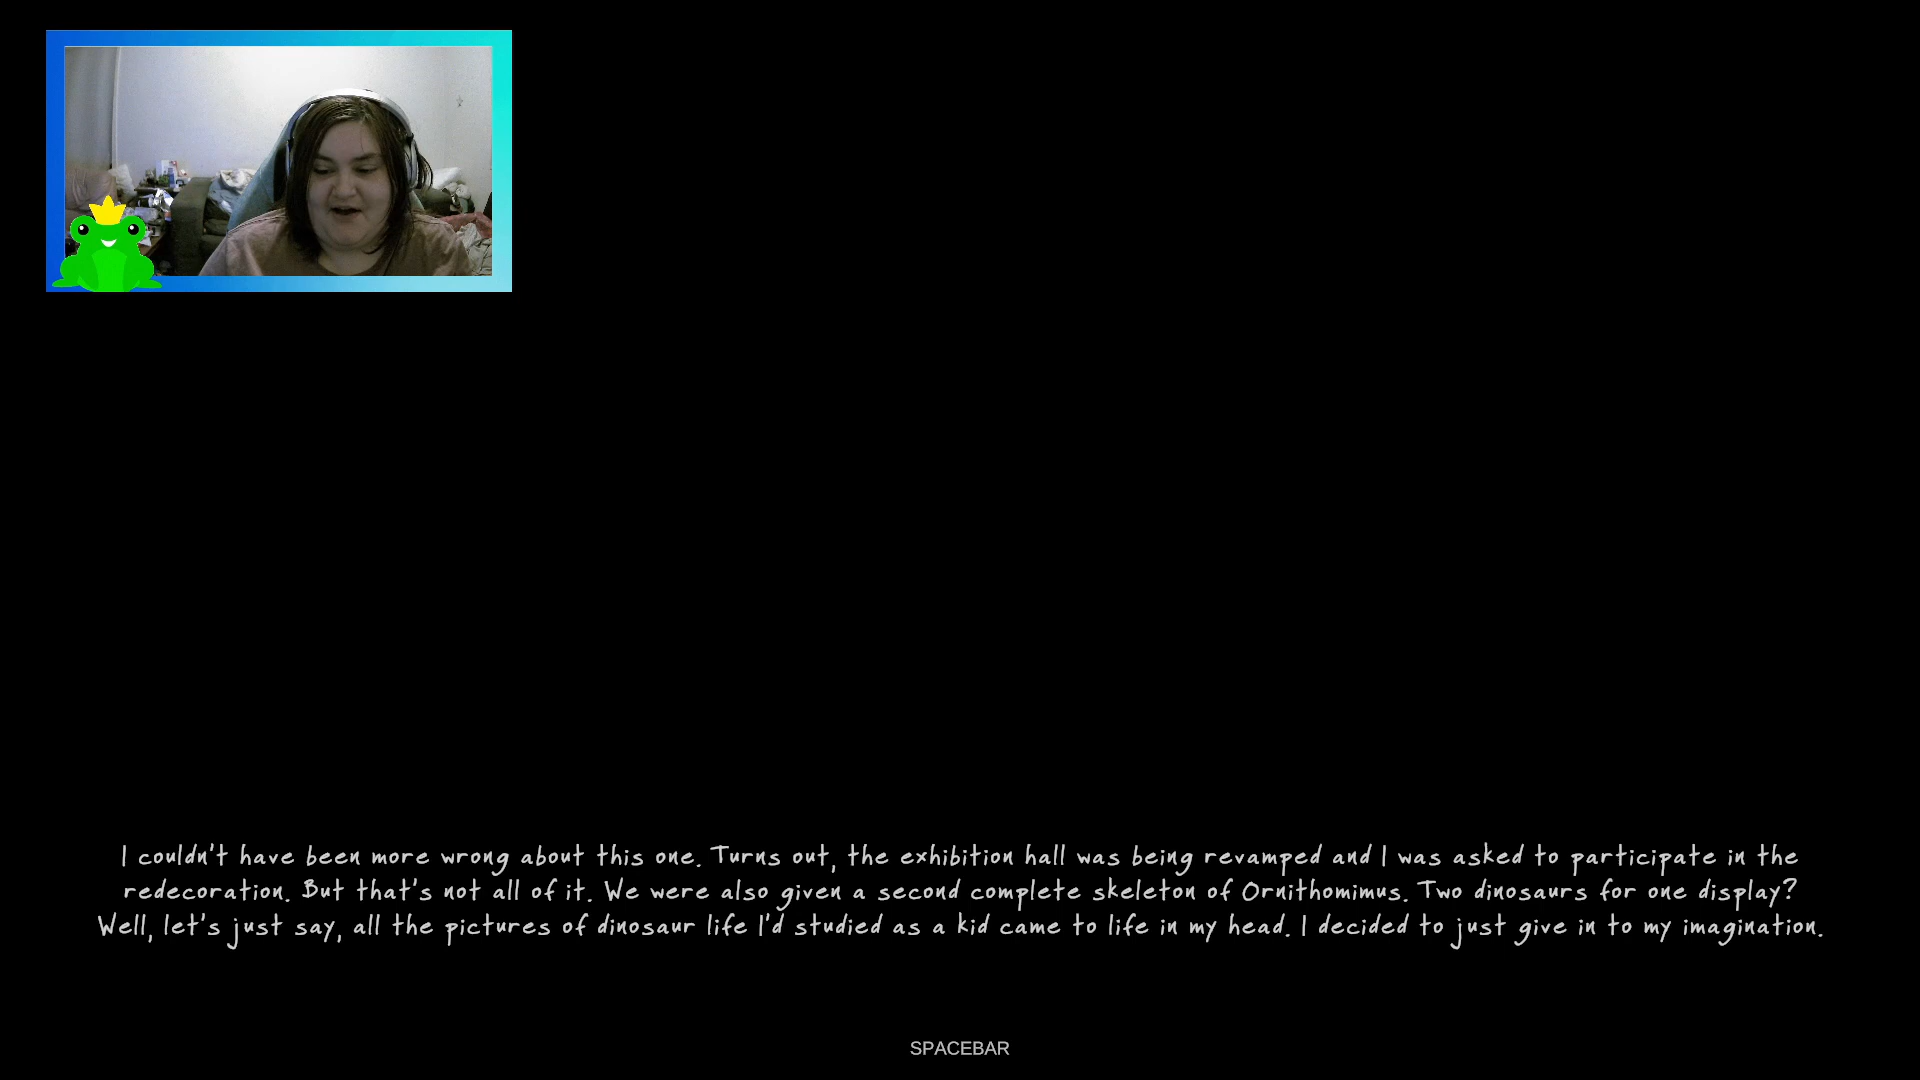 I couldn't have been more wrong about this one. Turns out, the exhibition hall was being revamped and I was asked to participate in the
redecoration. But that's not all of it. We were also given a second complete skeleton of Ornithomimus. Two dinosaurs for one display?
Well, let's just say, all the pictures of dinosaur life I'd studied as a kid came to life in my head. I decided to just give in to my imagination.
SPACEBAR